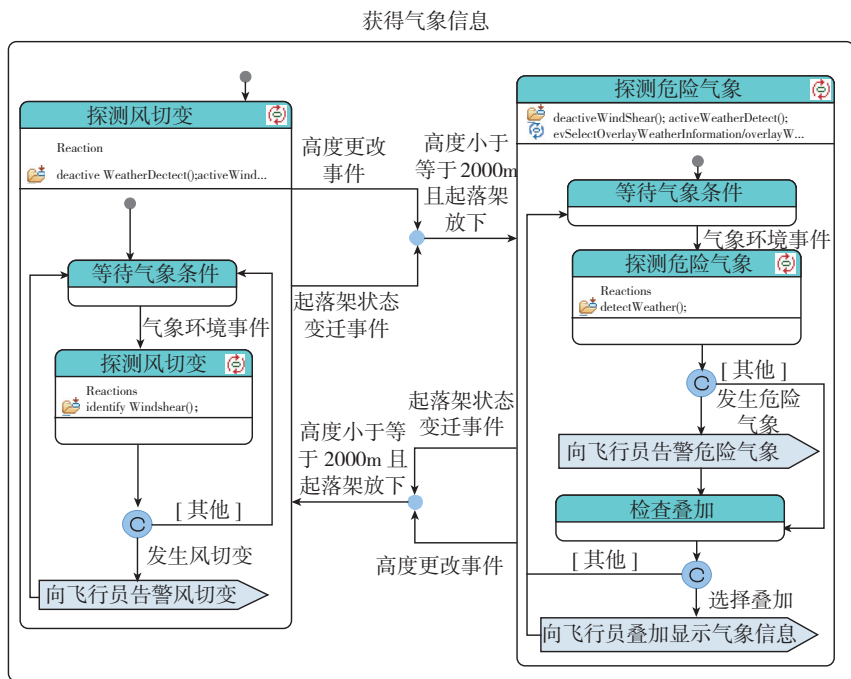 获得气象信息
探测风切变
Reaction
deactive WeatherDectect();activeWind...
等待气象条件
气象环境事件
探测风切变
Reactions
identify Windshear();
[其他]
发生风切变
向飞行员告警风切变
高度更改
事件
高度小于
等于2000m
且起落架
放下
起落架状态
变迁事件
起落架状态
变迁事件
高度小于等
于2000m且
起落架放下
高度更改事件
探测危险气象
deactiveWindShear(); activeWeatherDetect();
evSelectOverlayWeatherInformation/overlayW...
等待气象条件
气象环境事件
探测危险气象
Reactions
detectWeather();
[其他]
发生危险
气象
向飞行员告警危险气象
检查叠加
[其他]
选择叠加
向飞行员叠加显示气象信息